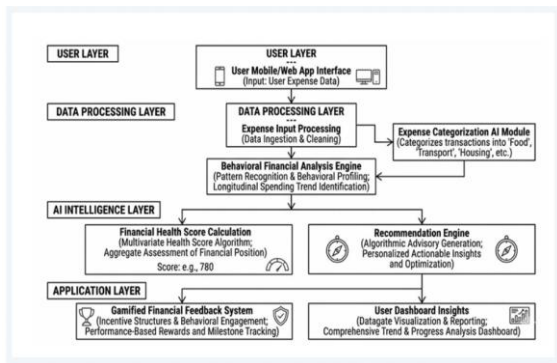 USER LAYER
USER LAYER
---
User Mobile/Web App Interface
(Input: User Expense Data)
DATA PROCESSING LAYER
DATA PROCESSING LAYER
---
Expense Input Processing
(Data Ingestion & Cleaning)
Expense Categorization AI Module
(Categorizes transactions into 'Food',
'Transport', 'Housing', etc.)
Behavioral Financial Analysis Engine
(Pattern Recognition & Behavioral Profiling;
Longitudinal Spending Trend Identification)
AI INTELLIGENCE LAYER
Financial Health Score Calculation
(Multivariate Health Score Algorithm;
Aggregate Assessment of Financial Position)
Score: e.g., 780
Recommendation Engine
(Algorithmic Advisory Generation;
Personalized Actionable Insights
and Optimization)
APPLICATION LAYER
Gamified Financial Feedback System
(Incentive Structures & Behavioral Engagement;
Performance-Based Rewards and Milestone Tracking)
User Dashboard Insights
(Datagate Visualization & Reporting;
Comprehensive Trend & Progress Analysis Dashboard)